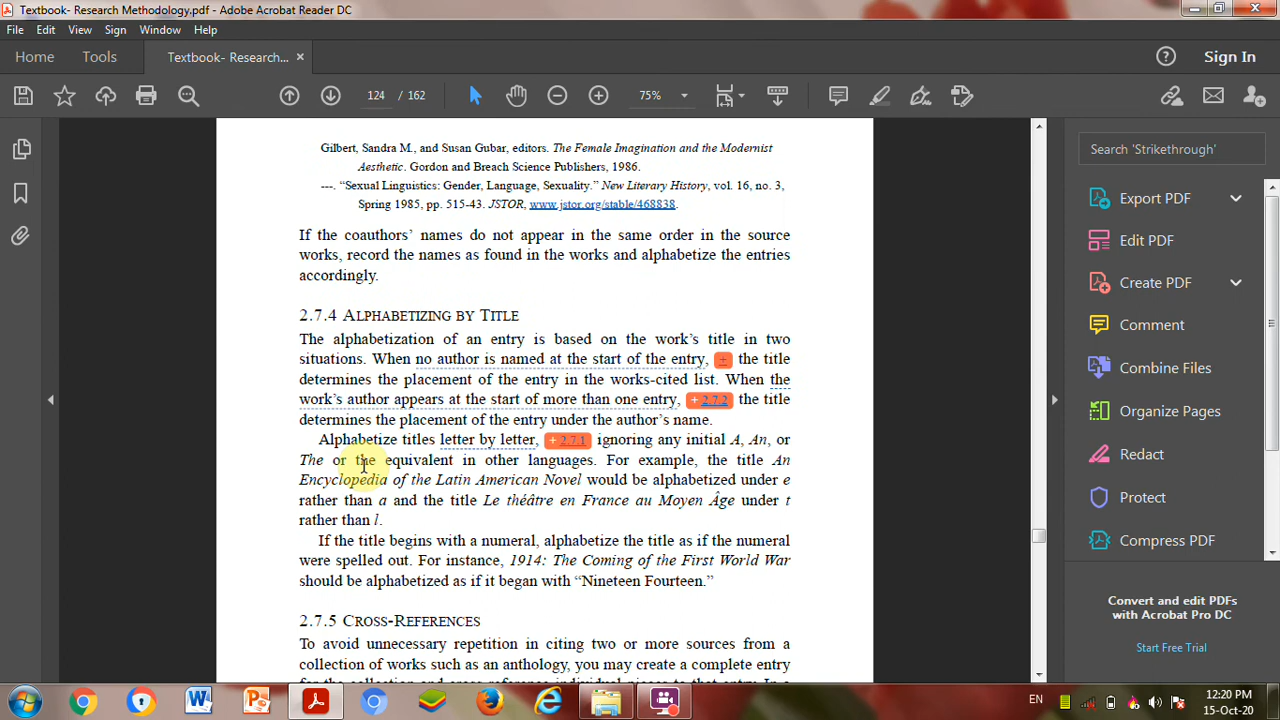 Textbook- Research Methodology.pdf - Adobe Acrobat Reader DC
File Edit View Sign Window Help
Home Tools Textbook- Research... × ? Sign In
124 / 162 75%
Search 'Strikethrough'
Gilbert, Sandra M., and Susan Gubar, editors. The Female Imagination and the Modernist
Aesthetic. Gordon and Breach Science Publishers, 1986.
---. “Sexual Linguistics: Gender, Language, Sexuality.” New Literary History, vol. 16, no. 3,
Spring 1985, pp. 515-43. JSTOR, www.jstor.org/stable/468838.
If the coauthors’ names do not appear in the same order in the source
works, record the names as found in the works and alphabetize the entries
accordingly.
2.7.4 ALPHABETIZING BY TITLE
The alphabetization of an entry is based on the work’s title in two
situations. When no author is named at the start of the entry, + the title
determines the placement of the entry in the works-cited list. When the
work’s author appears at the start of more than one entry, + 2.7.2 the title
determines the placement of the entry under the author’s name.
Alphabetize titles letter by letter, + 2.7.1 ignoring any initial A, An, or
The or the equivalent in other languages. For example, the title An
Encyclopedia of the Latin American Novel would be alphabetized under e
rather than a and the title Le théâtre en France au Moyen Âge under t
rather than l.
If the title begins with a numeral, alphabetize the title as if the numeral
were spelled out. For instance, 1914: The Coming of the First World War
should be alphabetized as if it began with “Nineteen Fourteen.”
2.7.5 CROSS-REFERENCES
To avoid unnecessary repetition in citing two or more sources from a
collection of works such as an anthology, you may create a complete entry
for the collection and cross-reference individual pieces to that entry. In a
Export PDF
Edit PDF
Create PDF
Comment
Combine Files
Organize Pages
Redact
Protect
Compress PDF
Convert and edit PDFs
with Acrobat Pro DC
Start Free Trial
EN
12:20 PM
15-Oct-20